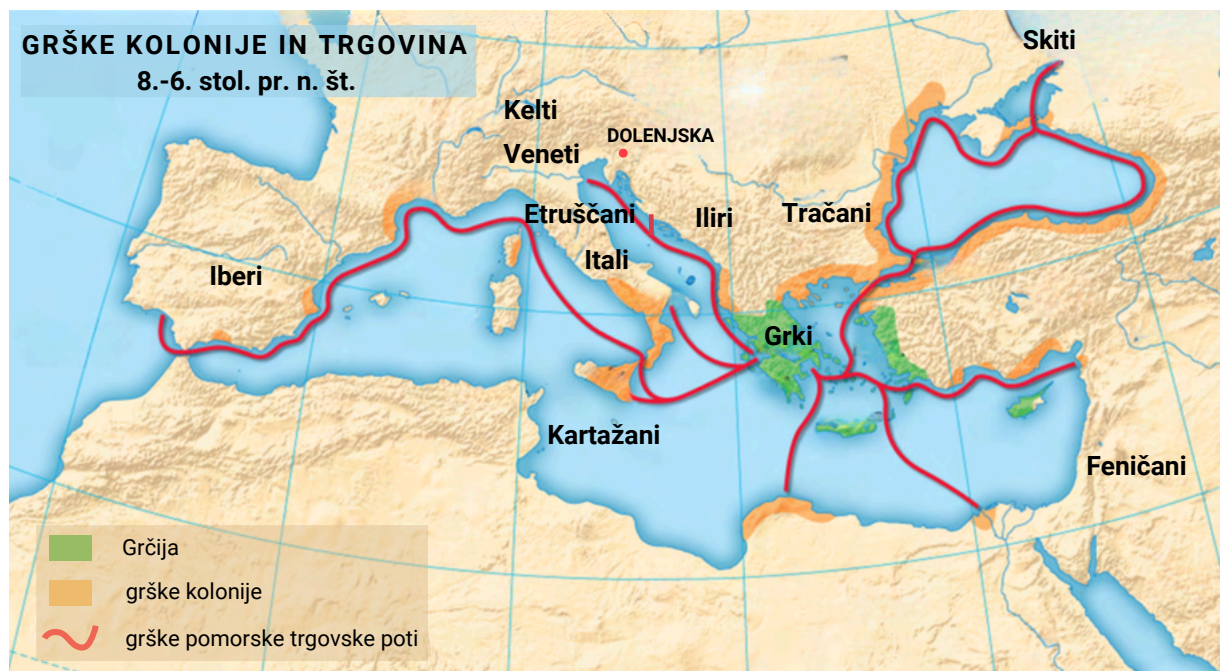 GRŠKE KOLONIJE IN TRGOVINA
8.-6. stol. pr. n. št.
Skiti
Kelti
DOLENJSKA
Veneti
Etruščani
Iliri
Tračani
Itali
Iberi
Grki
Kartažani
Feničani
Grčija
grške kolonije
grške pomorske trgovske poti